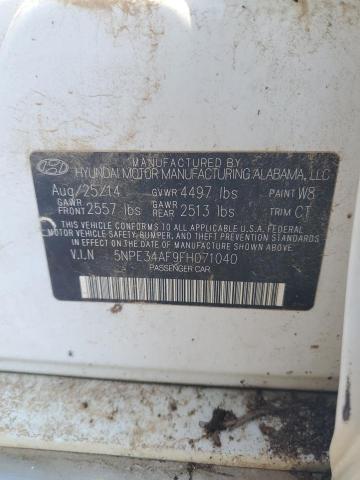 MANUFACTURED BY
HYUNDAI MOTOR MANUFACTURING ALABAMA, LLC
Aug/25/14 GVWR 4497 lbs PAINT W8
GAWR FRONT 2557 lbs GAWR REAR 2513 lbs TRIM CT
THIS VEHICLE CONFORMS TO ALL APPLICABLE U.S. FEDERAL
MOTOR VEHICLE SAFETY, BUMPER, AND THEFT PREVENTION
STANDARDS IN EFFECT ON THE DATE OF MANUFACTURE SHOWN ABOVE.
V.I.N 5NPE34AF9FH071040
PASSENGER CAR